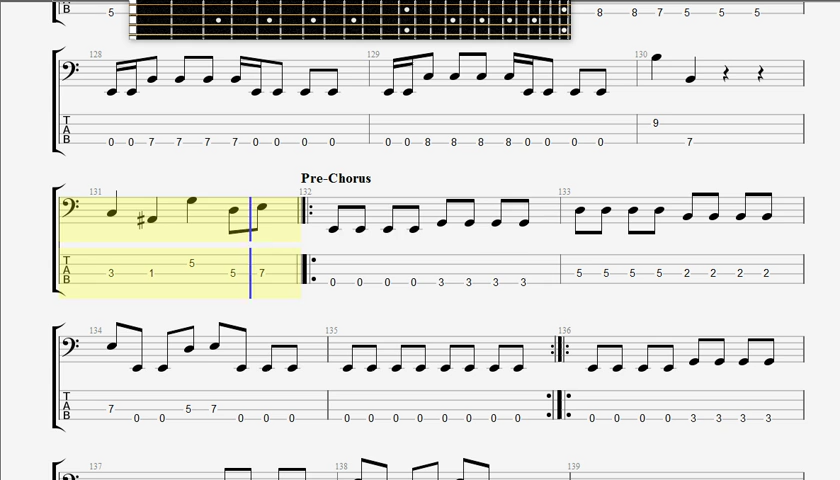 B 5 8 8 7 5 5 5
128 129 130
T
A 9
B 0 0 7 7 7 7 0 0 0 0 0 0 8 8 8 8 0 0 0 7
Pre-Chorus
131 132 133
T 5
A 3 1 5 7 5 5 5 5 2 2 2 2
B 0 0 0 0 3 3 3 3
134 135 136
T
A 7 5 7
B 0 0 0 0 0 0 0 0 0 0 0 0 0 0 0 0 0 3 3 3 3
137 138 139